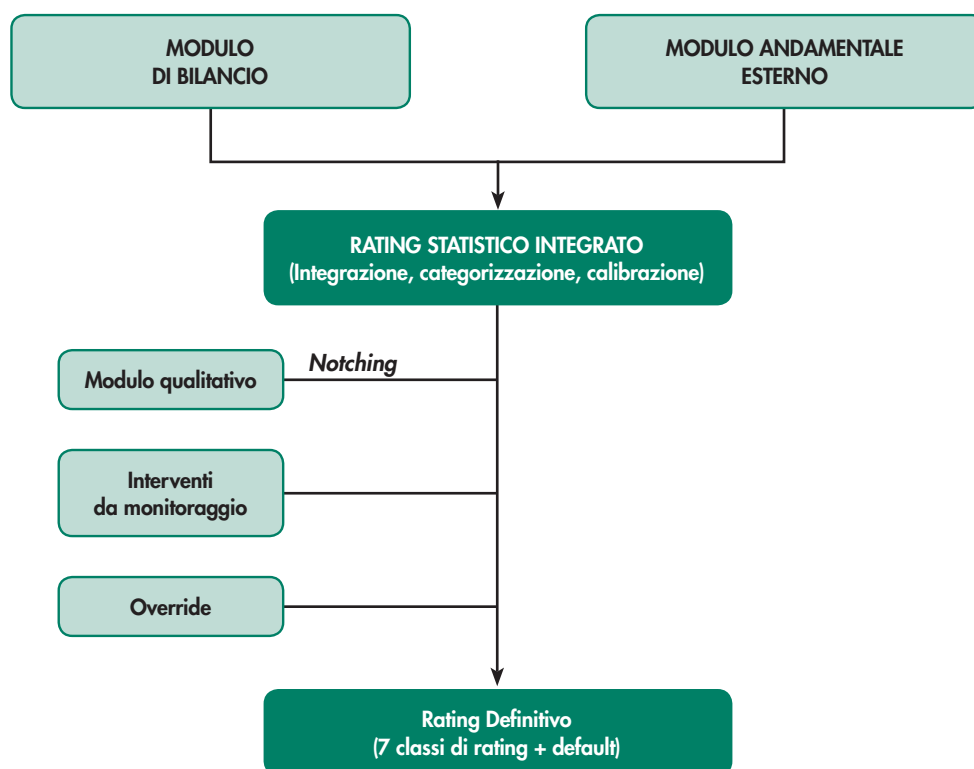 MODULO
DI BILANCIO
MODULO ANDAMENTALE
ESTERNO
RATING STATISTICO INTEGRATO
(Integrazione, categorizzazione, calibrazione)
Notching
Modulo qualitativo
Interventi
da monitoraggio
Override
Rating Definitivo
(7 classi di rating + default)